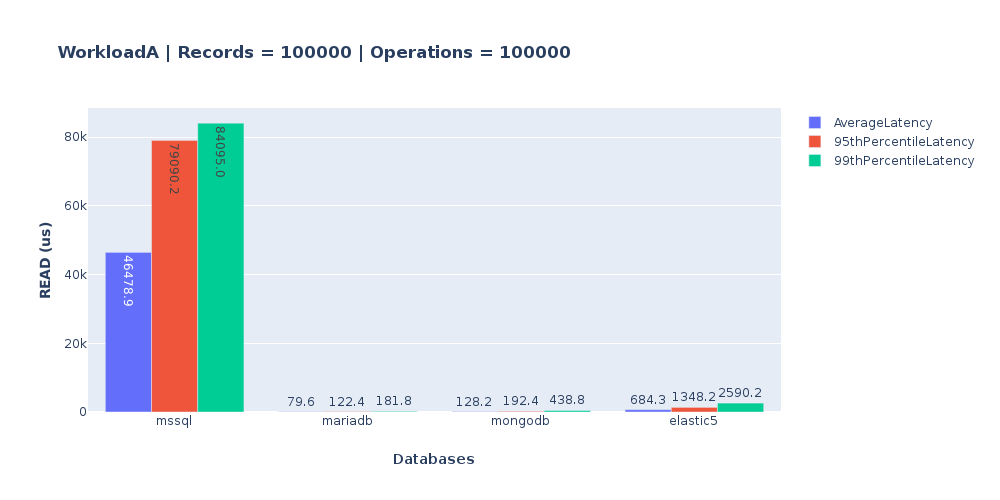 WorkloadA | Records = 100000 | Operations = 100000
AverageLatency
95thPercentileLatency
99thPercentileLatency
READ (us)
80k
60k
40k
20k
0
46478.9
79090.2
84095.0
79.6
122.4
181.8
128.2
192.4
438.8
684.3
1348.2
2590.2
mssql
mariadb
mongodb
elastic5
Databases